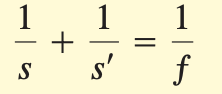 1/s + 1/s′ = 1/f